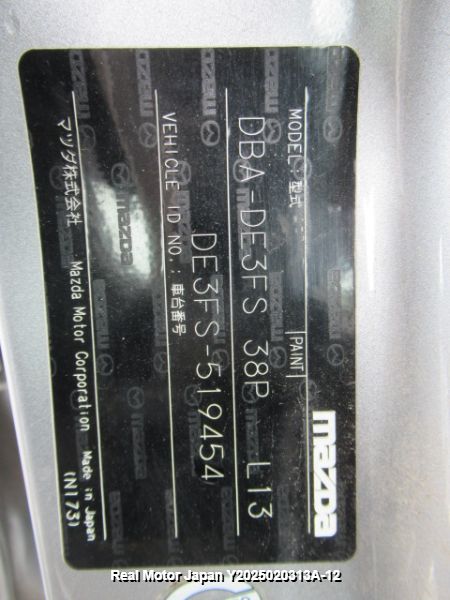 mazda
MODEL:型式
PAINT
DBA-DE3FS 38P L13
VEHICLE ID NO.:車台番号
DE3FS-519454
マツダ株式会社 Mazda Motor Corporation Made in Japan
(N173)
Real Motor Japan Y2025020313A-12